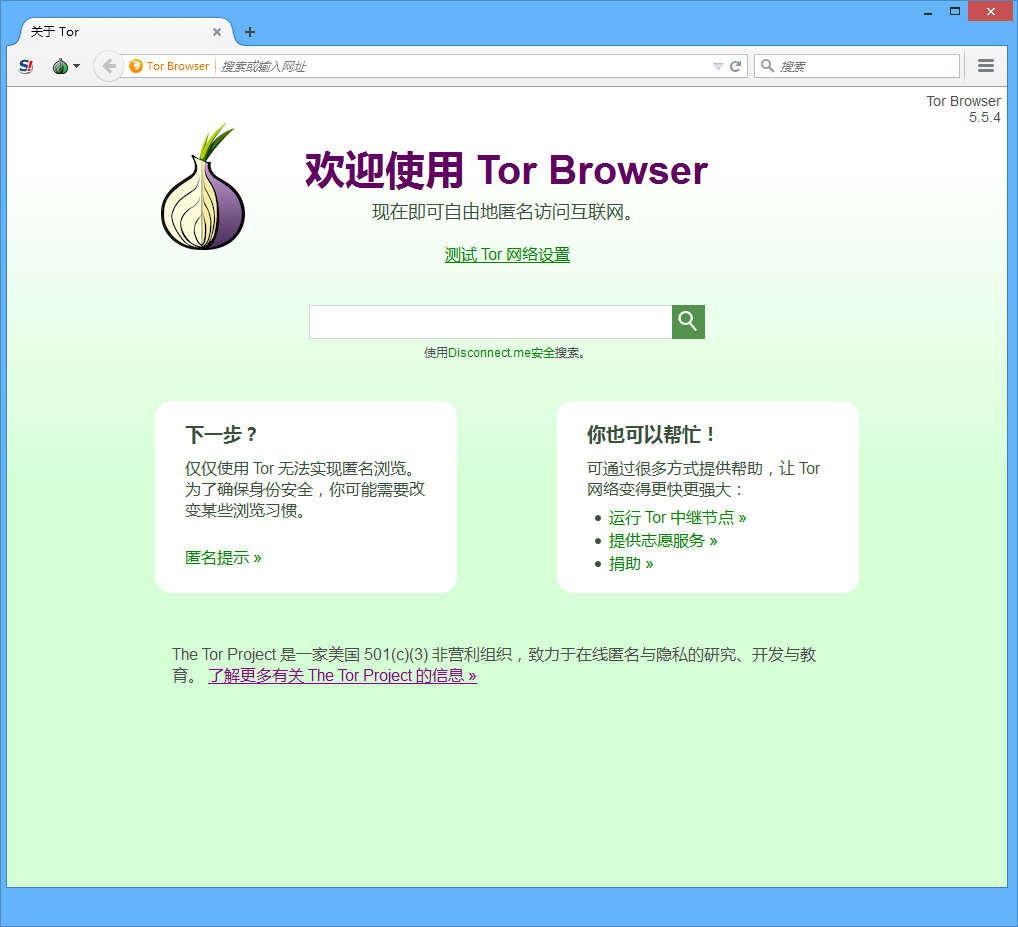 关于 Tor
S!
Tor Browser
搜索或输入网址
搜索
Tor Browser
5.5.4
欢迎使用 Tor Browser
现在即可自由地匿名访问互联网。
测试 Tor 网络设置
使用Disconnect.me安全搜索。
下一步？
仅仅使用 Tor 无法实现匿名浏览。
为了确保身份安全，你可能需要改
变某些浏览习惯。
匿名提示 »
你也可以帮忙！
可通过很多方式提供帮助，让 Tor
网络变得更快更强大：
• 运行 Tor 中继节点 »
• 提供志愿服务 »
• 捐助 »
The Tor Project 是一家美国 501(c)(3) 非营利组织，致力于在线匿名与隐私的研究、开发与教
育。 了解更多有关 The Tor Project 的信息 »